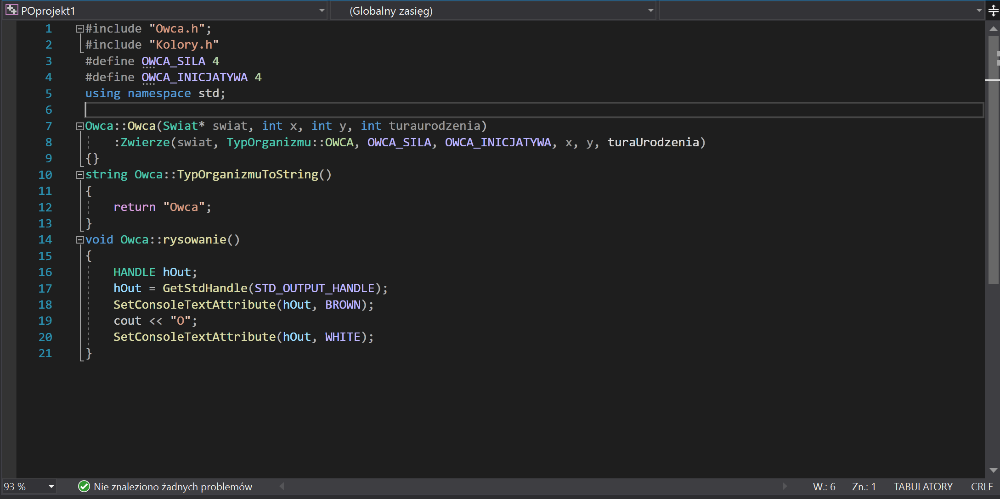 POprojekt1 (Globalny zasięg)
1 #include "Owca.h";
2 #include "Kolory.h"
3 #define OWCA_SILA 4
4 #define OWCA_INICJATYWA 4
5 using namespace std;
6
7 Owca::Owca(Swiat* swiat, int x, int y, int turaurodzenia)
8 :Zwierze(swiat, TypOrganizmu::OWCA, OWCA_SILA, OWCA_INICJATYWA, x, y, turaUrodzenia)
9 {}
10 string Owca::TypOrganizmuToString()
11 {
12 return "Owca";
13 }
14 void Owca::rysowanie()
15 {
16 HANDLE hOut;
17 hOut = GetStdHandle(STD_OUTPUT_HANDLE);
18 SetConsoleTextAttribute(hOut, BROWN);
19 cout << "O";
20 SetConsoleTextAttribute(hOut, WHITE);
21 }
93 % Nie znaleziono żadnych problemów W.: 6 Zn.: 1 TABULATORY CRLF